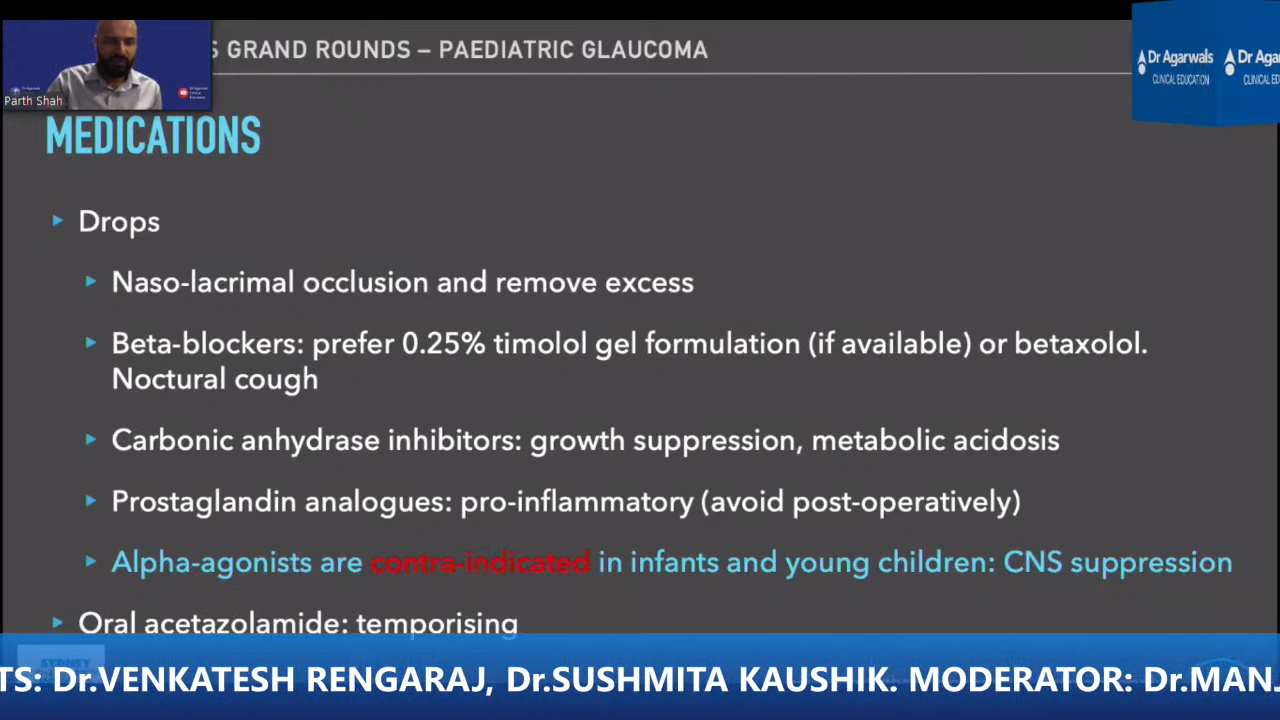 S GRAND ROUNDS – PAEDIATRIC GLAUCOMA
Parth Shah
Dr Agarwals
CLINICAL EDUCATION
Dr Aga
CLINICAL ED
MEDICATIONS
Drops
Naso-lacrimal occlusion and remove excess
Beta-blockers: prefer 0.25% timolol gel formulation (if available) or betaxolol.
Noctural cough
Carbonic anhydrase inhibitors: growth suppression, metabolic acidosis
Prostaglandin analogues: pro-inflammatory (avoid post-operatively)
Alpha-agonists are contra-indicated in infants and young children: CNS suppression
Oral acetazolamide: temporising
TS: Dr.VENKATESH RENGARAJ, Dr.SUSHMITA KAUSHIK. MODERATOR: Dr.MAN